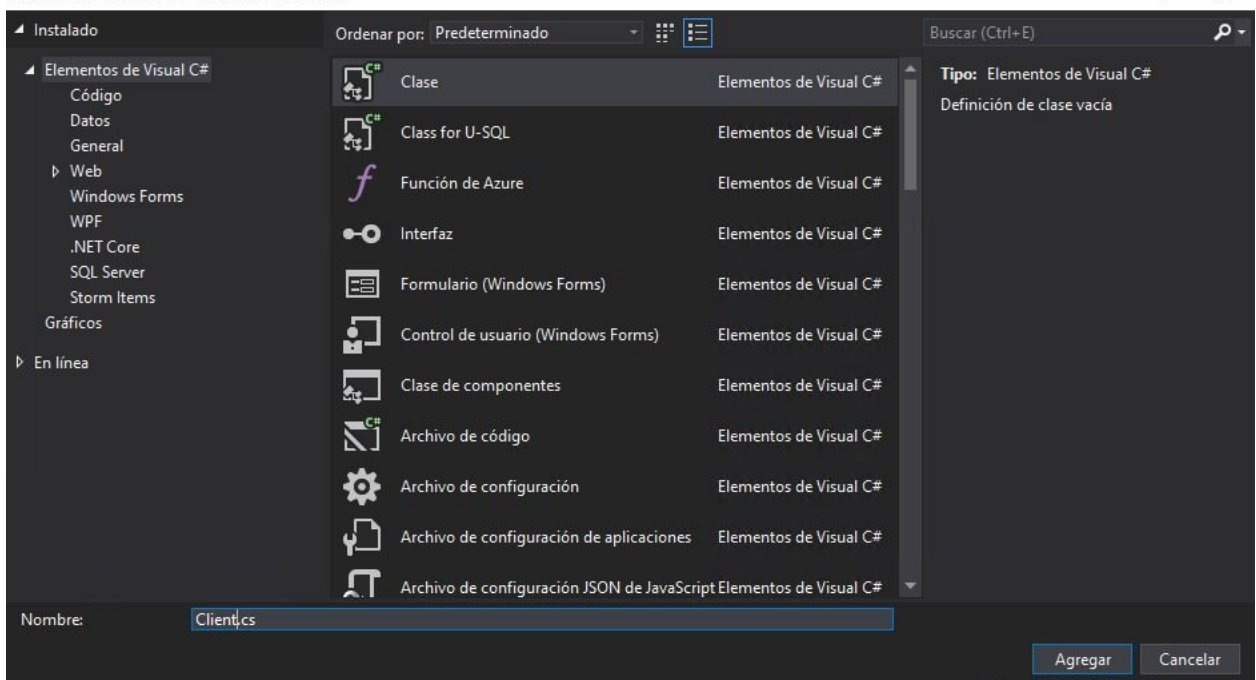 Instalado
Elementos de Visual C#
Código
Datos
General
Web
Windows Forms
WPF
.NET Core
SQL Server
Storm Items
Gráficos
En línea
Ordenar por: Predeterminado
C# Clase Elementos de Visual C#
C# Class for U-SQL Elementos de Visual C#
Función de Azure Elementos de Visual C#
Interfaz Elementos de Visual C#
Formulario (Windows Forms) Elementos de Visual C#
Control de usuario (Windows Forms) Elementos de Visual C#
Clase de componentes Elementos de Visual C#
C# Archivo de código Elementos de Visual C#
Archivo de configuración Elementos de Visual C#
Archivo de configuración de aplicaciones Elementos de Visual C#
Archivo de configuración JSON de JavaScript Elementos de Visual C#
Buscar (Ctrl+E)
Tipo: Elementos de Visual C#
Definición de clase vacía
Nombre: Client.cs
Agregar Cancelar